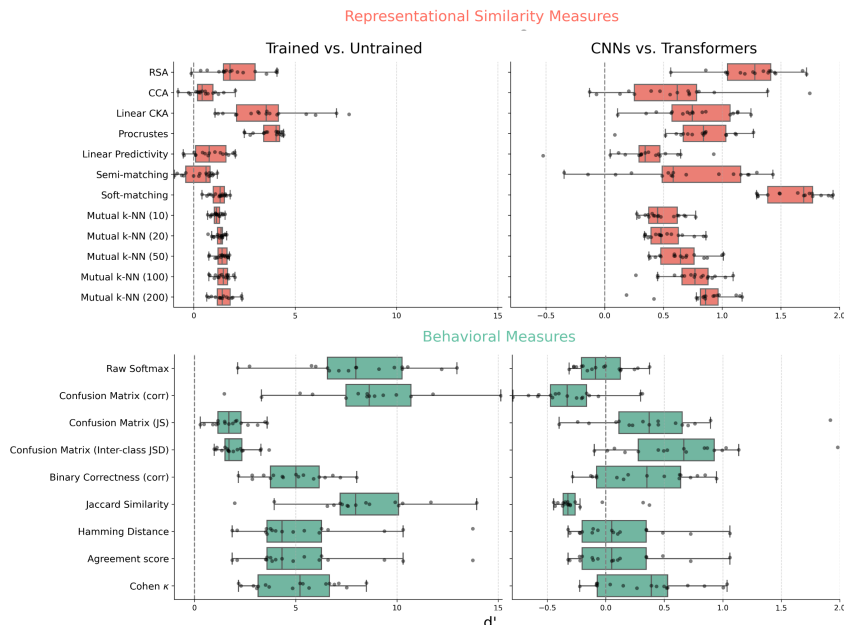 Representational Similarity Measures
Trained vs. Untrained
CNNs vs. Transformers
RSA
CCA
Linear CKA
Procrustes
Linear Predictivity
Semi-matching
Soft-matching
Mutual k-NN (10)
Mutual k-NN (20)
Mutual k-NN (50)
Mutual k-NN (100)
Mutual k-NN (200)
0 5 10 15
−0.5 0.0 0.5 1.0 1.5 2.0
Behavioral Measures
Raw Softmax
Confusion Matrix (corr)
Confusion Matrix (JS)
Confusion Matrix (Inter-class JSD)
Binary Correctness (corr)
Jaccard Similarity
Hamming Distance
Agreement score
Cohen κ
0 5 10 15
−0.5 0.0 0.5 1.0 1.5 2.0
d'